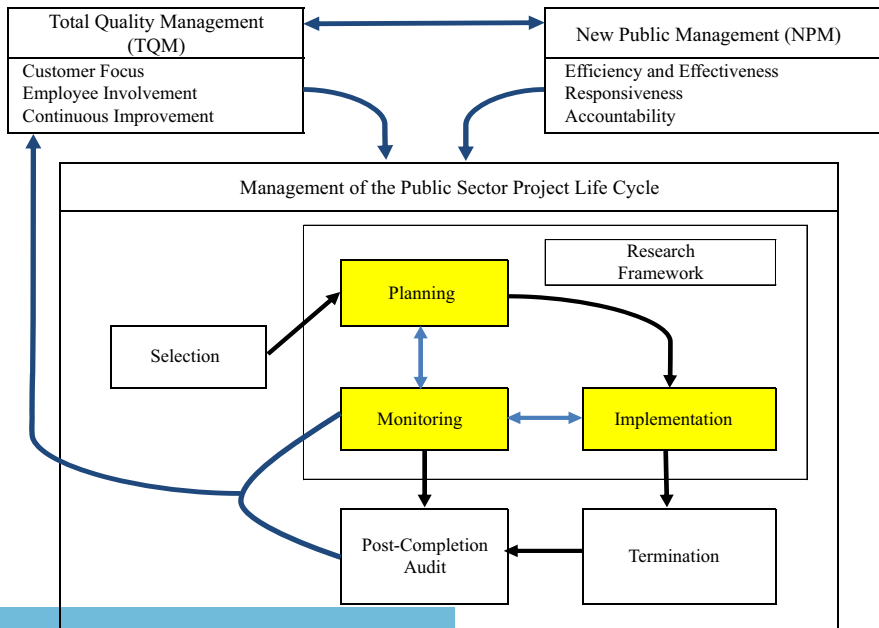 Total Quality Management
(TQM)
Customer Focus
Employee Involvement
Continuous Improvement
New Public Management (NPM)
Efficiency and Effectiveness
Responsiveness
Accountability
Management of the Public Sector Project Life Cycle
Research
Framework
Planning
Selection
Monitoring
Implementation
Post-Completion
Audit
Termination